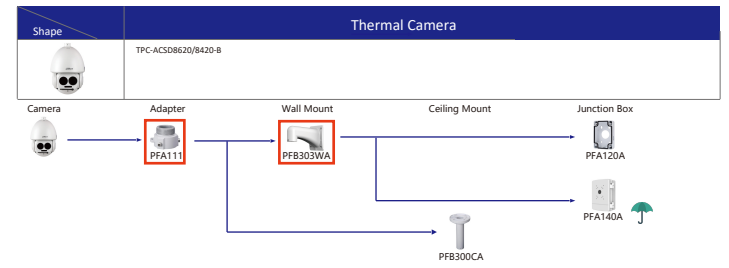 Shape
Thermal Camera
TPC-ACSD8620/8420-B
Camera
Adapter
Wall Mount
Ceiling Mount
Junction Box
PFA111
PFB303WA
PFA120A
PFA140A
PFB300CA